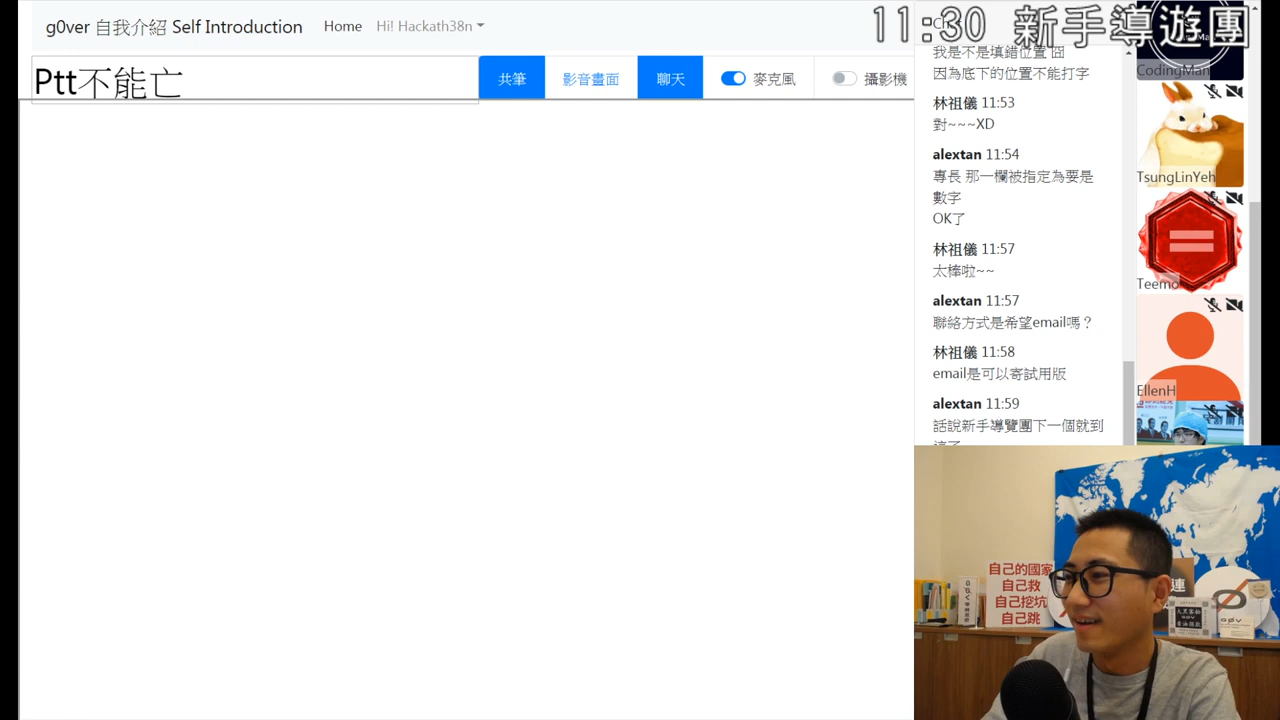 g0ver 自我介紹 Self Introduction
Home
Hi! Hackath38n
11:30 新手導遊團
Ptt不能亡
共筆
影音畫面
聊天
麥克風
攝影機
我是不是填錯位置 囧
因為底下的位置不能打字
林祖儀 11:53
對~~~XD
alextan 11:54
專長 那一欄被指定為要是
數字
OK了
林祖儀 11:57
太棒啦~~
alextan 11:57
聯絡方式是希望email嗎？
林祖儀 11:58
email是可以寄試用版
alextan 11:59
話說新手導覽團下一個就到
CodingMan
TsungLinYeh
Teemo
EllenH
自己的國家
自己救
自己挖坑
自己跳